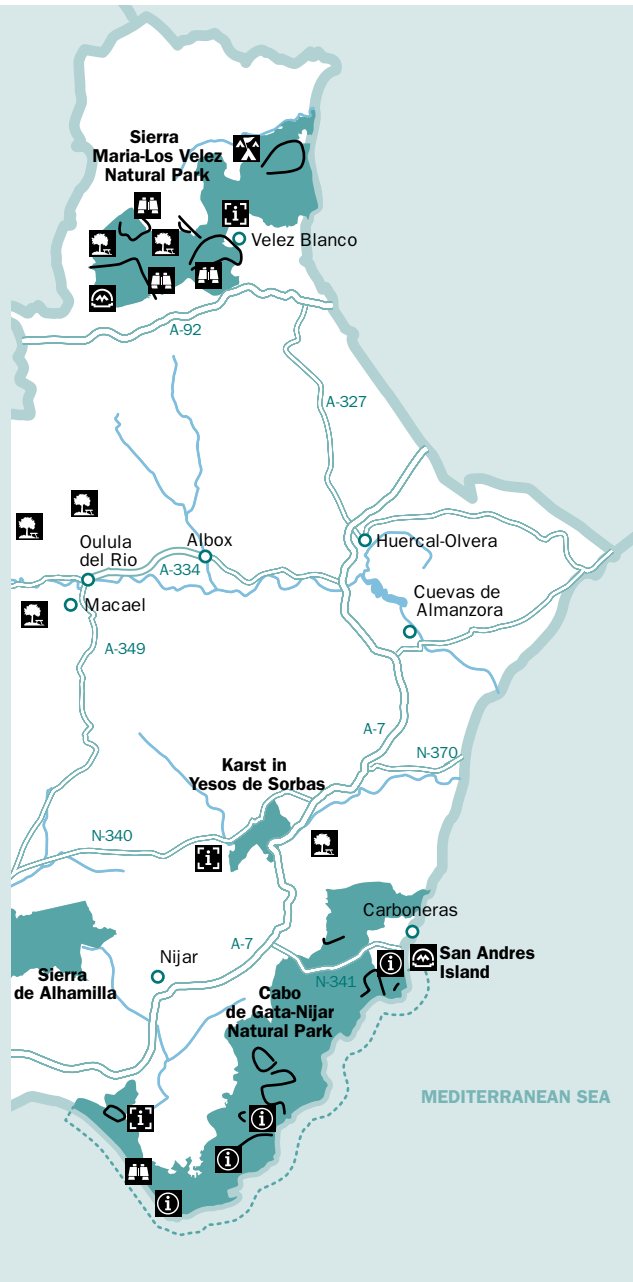 Sierra
Maria-Los Velez
Natural Park
Velez Blanco
A-92
A-327
Oulula
del Rio
Albox
A-334
Huercal-Olvera
Macael
Cuevas de
Almanzora
A-349
A-7
N-370
Karst in
Yesos de Sorbas
N-340
Carboneras
A-7
Nijar
San Andres
Island
Sierra
de Alhamilla
N-341
Cabo
de Gata-Nijar
Natural Park
MEDITERRANEAN SEA